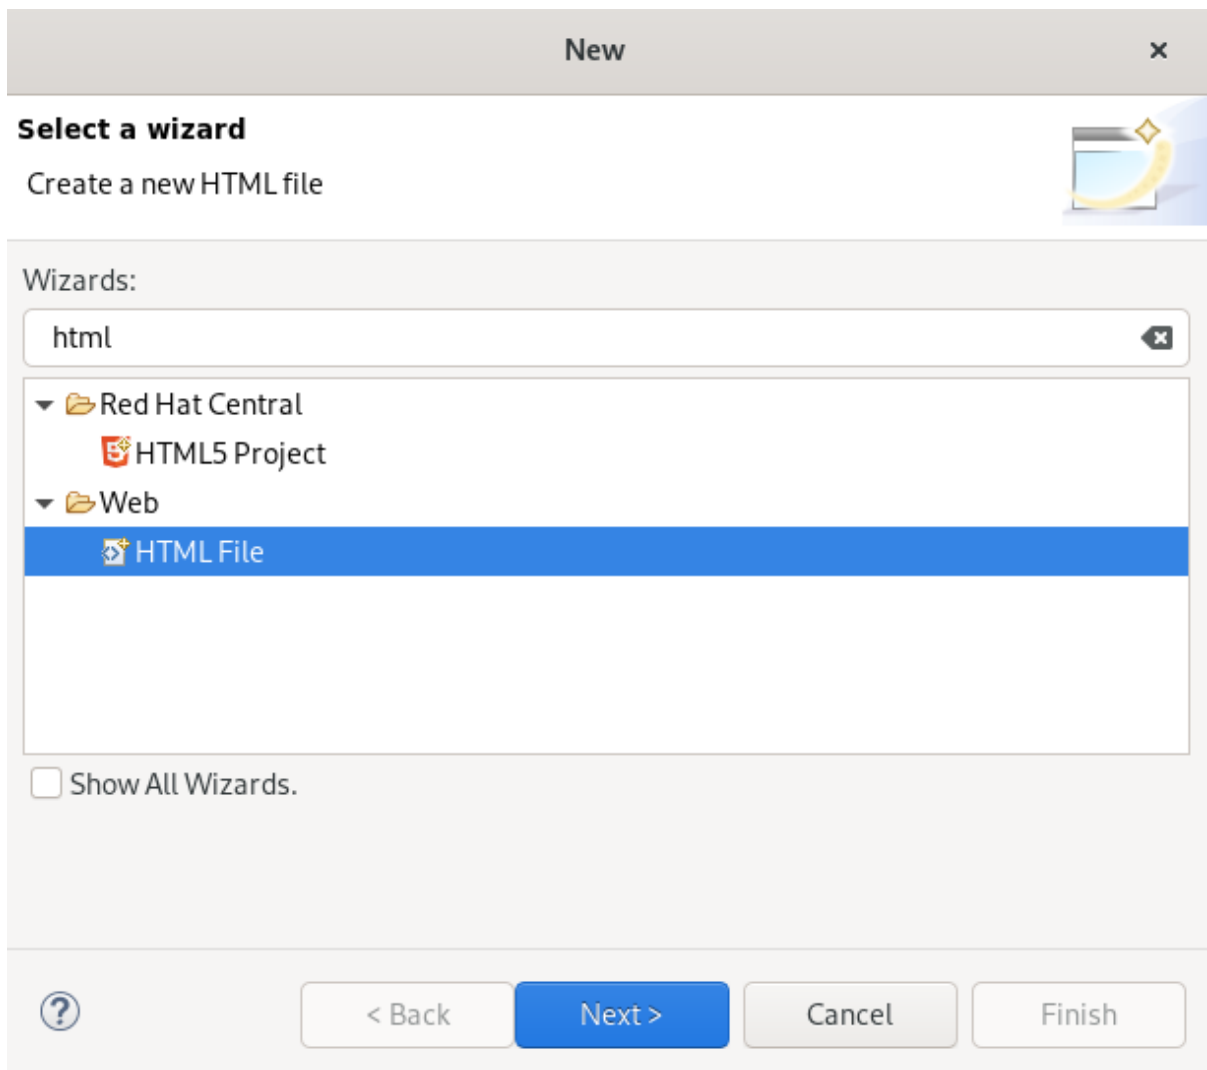 New
Select a wizard
Create a new HTML file
Wizards:
html
Red Hat Central
HTML5 Project
Web
HTML File
Show All Wizards.
< Back Next > Cancel Finish